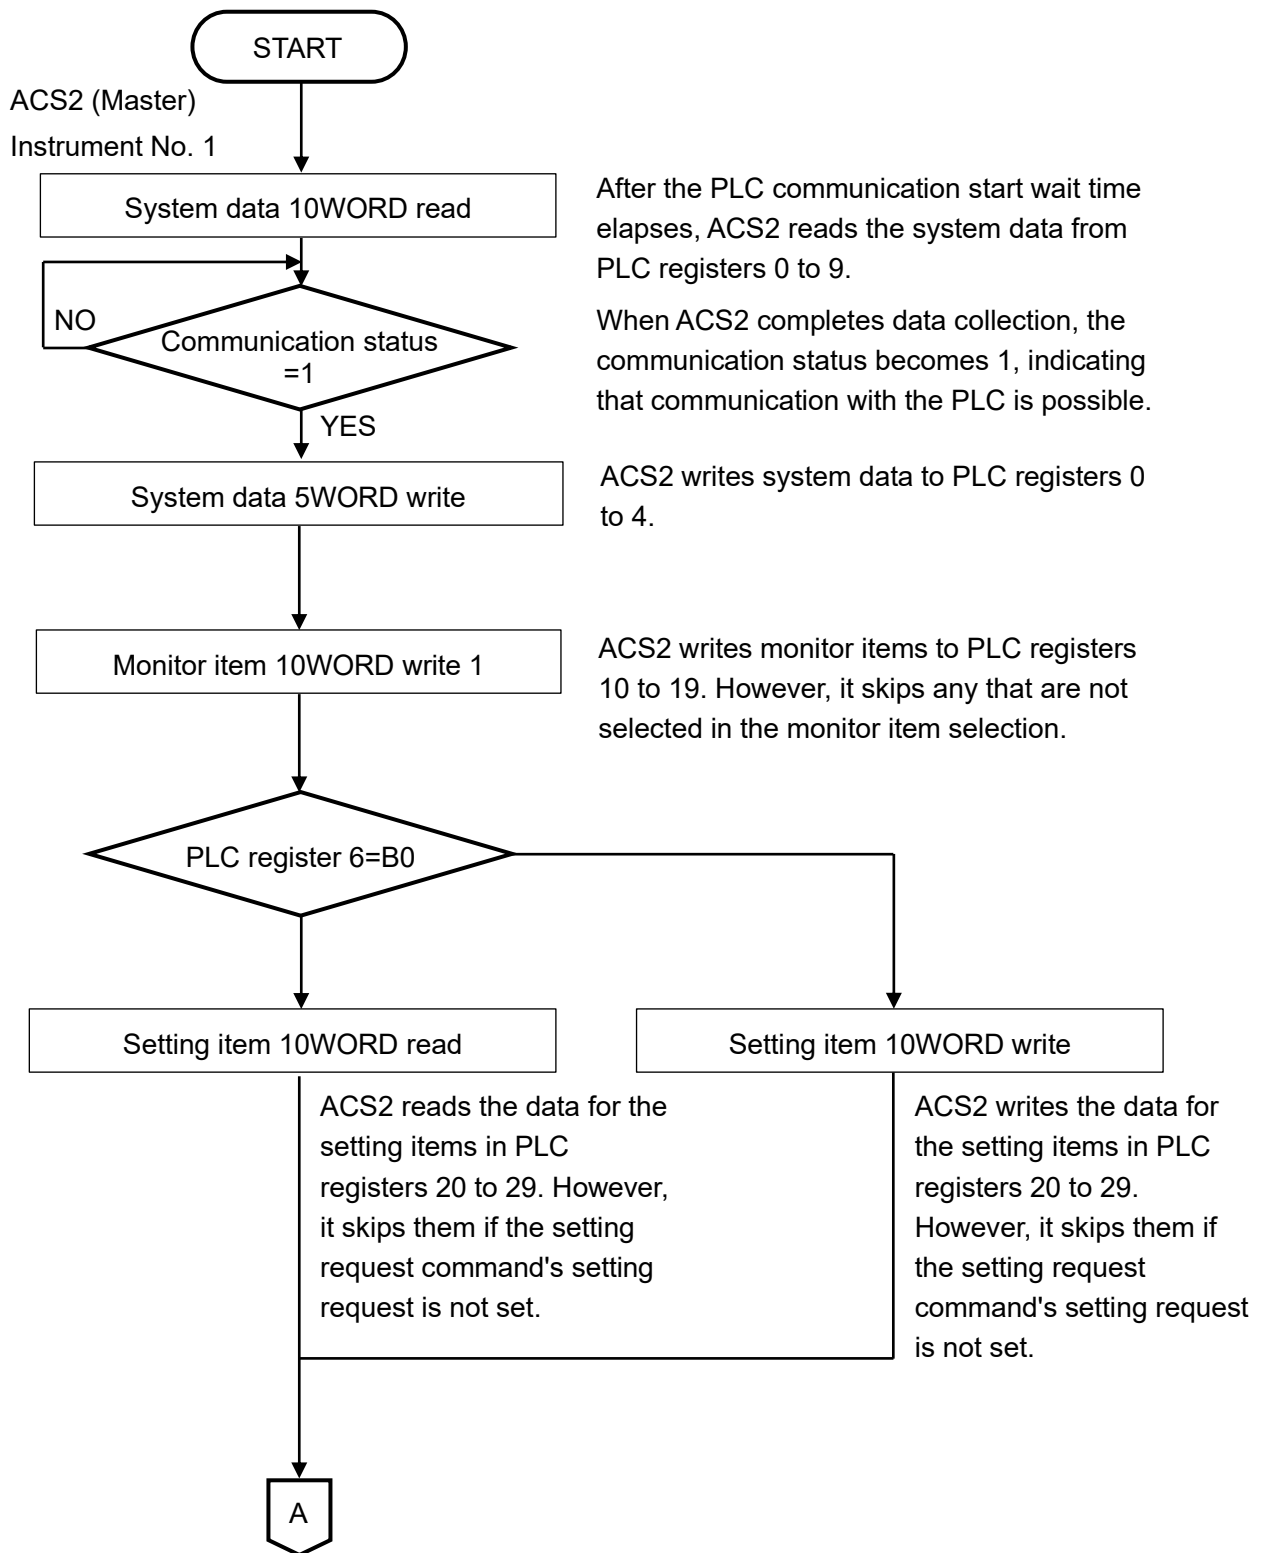 START
ACS2 (Master)
Instrument No. 1
System data 10WORD read
After the PLC communication start wait time
elapses, ACS2 reads the system data from
PLC registers 0 to 9.
NO
Communication status
=1
When ACS2 completes data collection, the
communication status becomes 1, indicating
that communication with the PLC is possible.
YES
System data 5WORD write
ACS2 writes system data to PLC registers 0
to 4.
Monitor item 10WORD write 1
ACS2 writes monitor items to PLC registers
10 to 19. However, it skips any that are not
selected in the monitor item selection.
PLC register 6=B0
Setting item 10WORD read
Setting item 10WORD write
ACS2 reads the data for the
setting items in PLC
registers 20 to 29. However,
it skips them if the setting
request command's setting
request is not set.
ACS2 writes the data for
the setting items in PLC
registers 20 to 29.
However, it skips them if
the setting request
command's setting request
is not set.
A